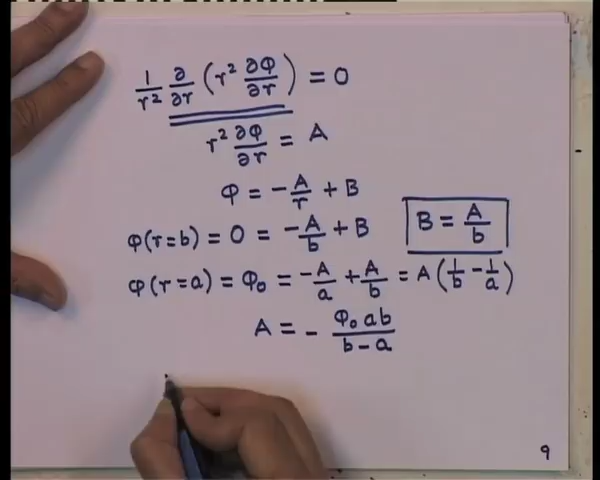 1/r² ∂/∂r (r² ∂φ/∂r) = 0
r² ∂φ/∂r = A
φ = -A/r + B
φ(r=b) = 0 = -A/b + B
B = A/b
φ(r=a) = φ₀ = -A/a + A/b = A(1/b - 1/a)
A = - φ₀ab/b-a
9